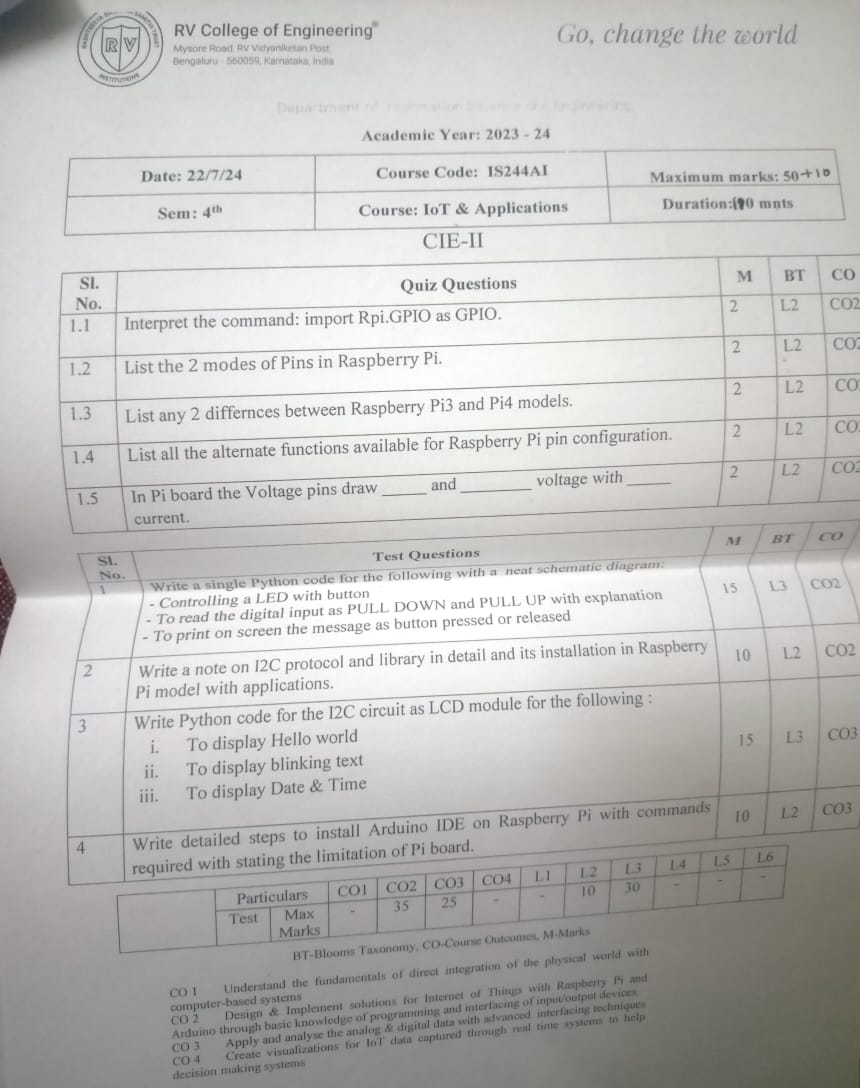 RV College of Engineering®
Mysore Road, RV Vidyaniketan Post,
Bengaluru - 560059, Karnataka, India
Go, change the world
RV
INSTITUTIONS
Department of Information Science and Engineering
Academic Year: 2023 - 24
Date: 22/7/24 Course Code: IS244AI Maximum marks: 50+10
Sem: 4th Course: IoT & Applications Duration: 0 mnts
CIE-II
Sl. No. Quiz Questions M BT CO
1.1 Interpret the command: import Rpi.GPIO as GPIO. 2 L2 CO2
1.2 List the 2 modes of Pins in Raspberry Pi. 2 L2 CO2
1.3 List any 2 differnces between Raspberry Pi3 and Pi4 models. 2 L2 CO
1.4 List all the alternate functions available for Raspberry Pi pin configuration. 2 L2 CO
1.5 In Pi board the Voltage pins draw ______ and _________ voltage with ______ 2 L2 CO2
current.
Sl. No. Test Questions M BT CO
1 Write a single Python code for the following with a neat schematic diagram: 15 L3 CO2
- Controlling a LED with button
- To read the digital input as PULL DOWN and PULL UP with explanation
- To print on screen the message as button pressed or released
2 Write a note on I2C protocol and library in detail and its installation in Raspberry 10 L2 CO2
Pi model with applications.
3 Write Python code for the I2C circuit as LCD module for the following : 15 L3 CO3
i. To display Hello world
ii. To display blinking text
iii. To display Date & Time
4 Write detailed steps to install Arduino IDE on Raspberry Pi with commands 10 L2 CO3
required with stating the limitation of Pi board.
Particulars CO1 CO2 CO3 CO4 L1 L2 L3 L4 L5 L6
Test Max Marks - 35 25 - - 10 30 - - -
BT-Blooms Taxonomy, CO-Course Outcomes, M-Marks
CO 1 Understand the fundamentals of direct integration of the physical world with
computer-based systems
CO 2 Design & Implement solutions for Internet of Things with Raspberry Pi and
Arduino through basic knowledge of programming and interfacing of input/output devices.
CO 3 Apply and analyse the analog & digital data with advanced interfacing techniques
CO 4 Create visualizations for IoT data captured through real time systems to help
decision making systems